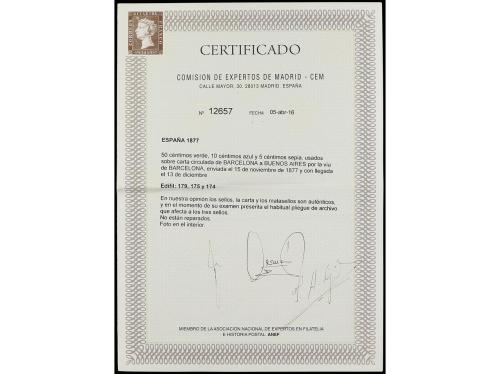 CERTIFICADO
COMISION DE EXPERTOS DE MADRID - CEM
CALLE MAYOR, 30. 28013 MADRID. ESPAÑA
Nº 12657 FECHA 05-abr-16
ESPAÑA 1877
50 céntimos verde, 10 céntimos azul y 5 céntimos sepia, usados
sobre carta circulada de BARCELONA a BUENOS AIRES por la vía
de BARCELONA, enviada el 15 de noviembre de 1877 y con llegada
el 13 de diciembre
Edifil: 179, 175 y 174
En nuestra opinión los sellos, la carta y los matasellos son auténticos,
y en el momento de su examen presenta el habitual pliegue de archivo
que afecta a los tres sellos.
No están reparados.
Foto en el interior.
MIEMBRO DE LA ASOCIACION NACIONAL DE EXPERTOS EN FILATELIA
E HISTORIA POSTAL. ANEF